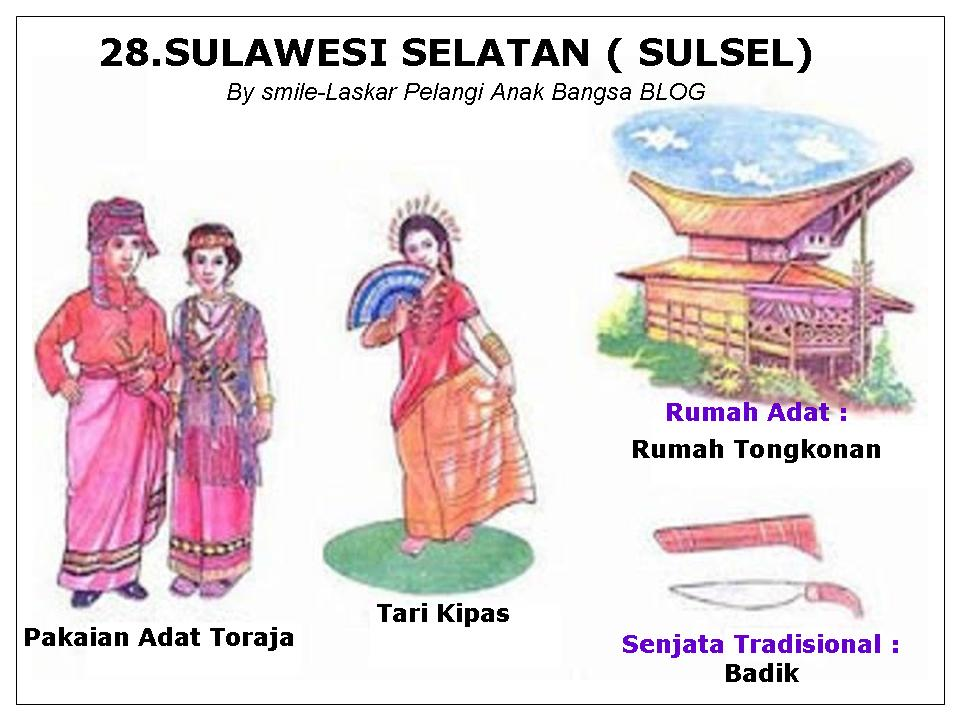 28.SULAWESI SELATAN ( SULSEL)
By smile-Laskar Pelangi Anak Bangsa BLOG
Rumah Adat :
Rumah Tongkonan
Tari Kipas
Pakaian Adat Toraja
Senjata Tradisional :
Badik